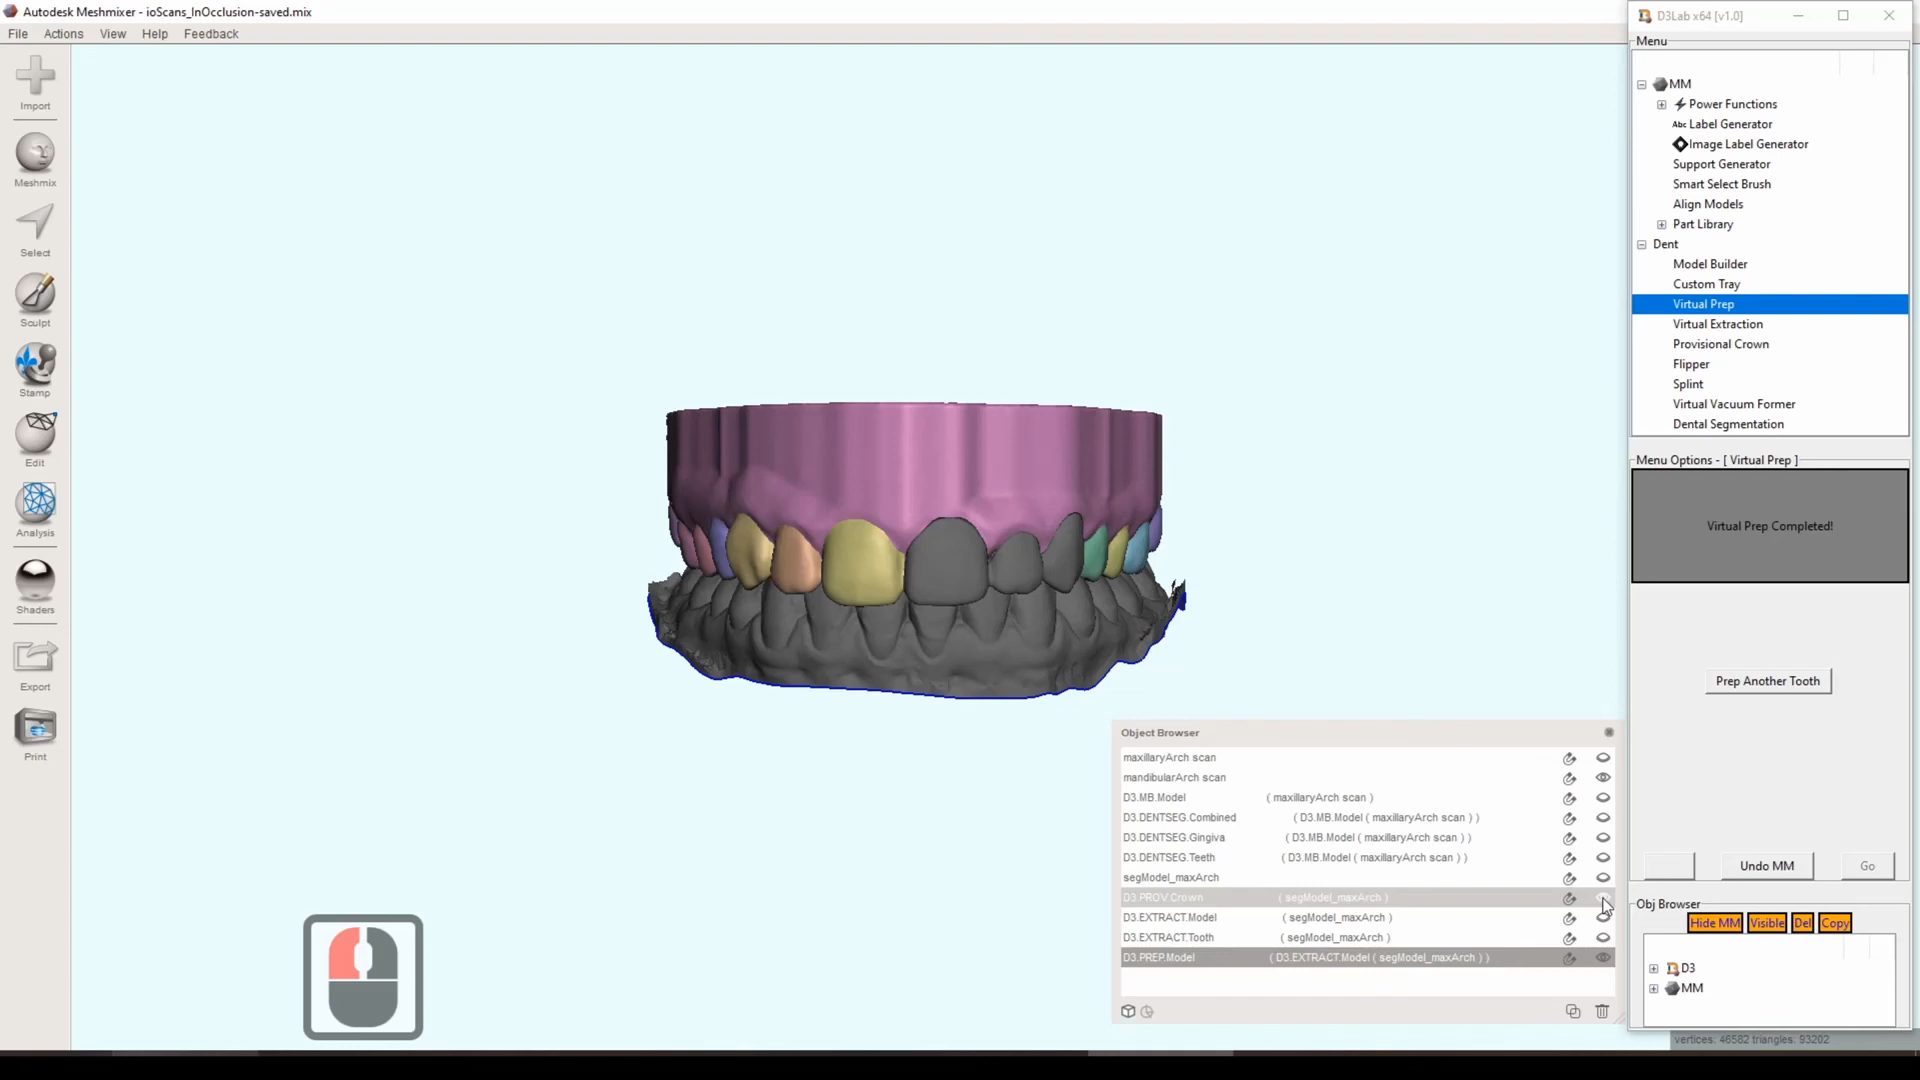 Autodesk Meshmixer - ioScans_InOcclusion-saved.mix
File Actions View Help Feedback
Import
Meshmix
Select
Sculpt
Stamp
Edit
Analysis
Shaders
Export
Print
Object Browser
maxillaryArch scan
mandibularArch scan
D3.MB.Model ( maxillaryArch scan )
D3.DENTSEG.Combined ( D3.MB.Model ( maxillaryArch scan ) )
D3.DENTSEG.Gingiva ( D3.MB.Model ( maxillaryArch scan ) )
D3.DENTSEG.Teeth ( D3.MB.Model ( maxillaryArch scan ) )
segModel_maxArch
D3.PROV.Crown ( segModel_maxArch )
D3.EXTRACT.Model ( segModel_maxArch )
D3.EXTRACT.Tooth ( segModel_maxArch )
D3.PREP.Model ( D3.EXTRACT.Model ( segModel_maxArch ) )
D3Lab x64 [v1.0]
Menu
MM
Power Functions
Abc Label Generator
Image Label Generator
Support Generator
Smart Select Brush
Align Models
Part Library
Dent
Model Builder
Custom Tray
Virtual Prep
Virtual Extraction
Provisional Crown
Flipper
Splint
Virtual Vacuum Former
Dental Segmentation
Menu Options - [ Virtual Prep ]
Virtual Prep Completed!
Prep Another Tooth
Undo MM Go
Obj Browser
Hide MM Visible Del Copy
D3
MM
vertices: 46582 triangles: 93202